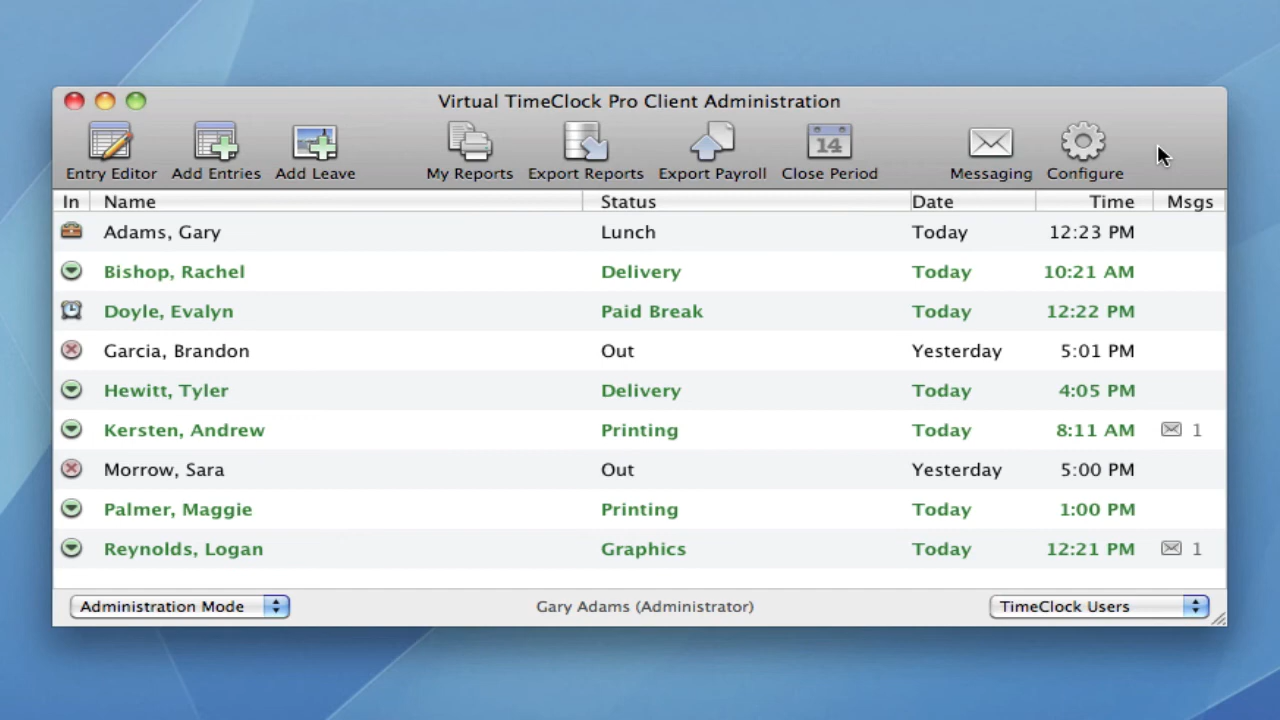 Virtual TimeClock Pro Client Administration
Entry Editor Add Entries Add Leave My Reports Export Reports Export Payroll 14 Close Period Messaging Configure
In Name Status Date Time Msgs
Adams, Gary Lunch Today 12:23 PM
Bishop, Rachel Delivery Today 10:21 AM
Doyle, Evalyn Paid Break Today 12:22 PM
Garcia, Brandon Out Yesterday 5:01 PM
Hewitt, Tyler Delivery Today 4:05 PM
Kersten, Andrew Printing Today 8:11 AM 1
Morrow, Sara Out Yesterday 5:00 PM
Palmer, Maggie Printing Today 1:00 PM
Reynolds, Logan Graphics Today 12:21 PM 1
Administration Mode Gary Adams (Administrator) TimeClock Users